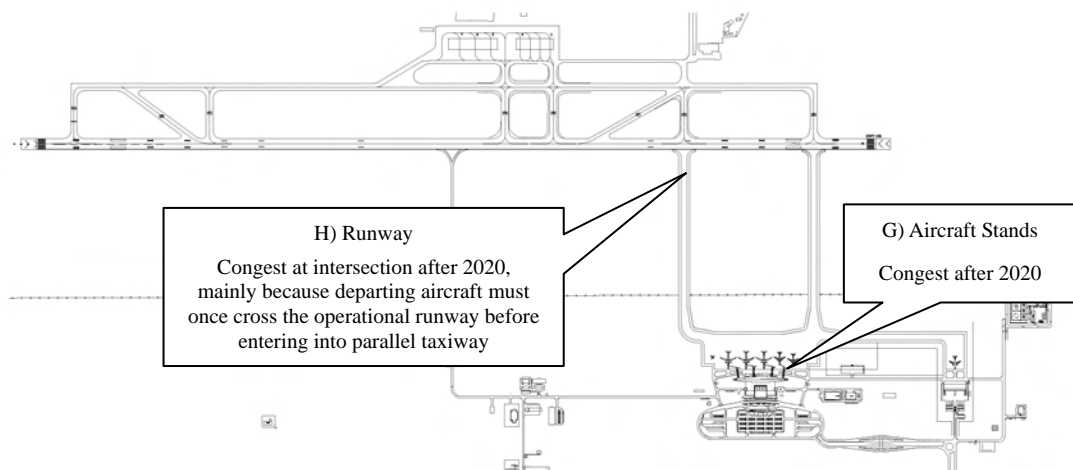 H) Runway
Congest at intersection after 2020,
mainly because departing aircraft must
once cross the operational runway before
entering into parallel taxiway
G) Aircraft Stands
Congest after 2020